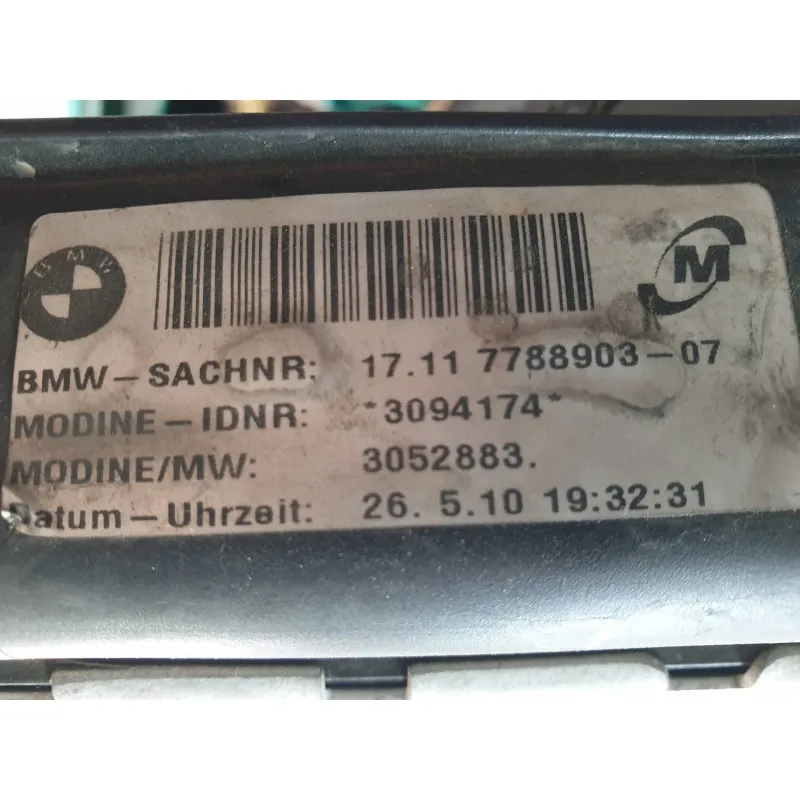 BMW
M
BMW-SACHNR: 17.11 7788903-07
MODINE-IDNR: *3094174*
MODINE/MW: 3052883.
Datum-Uhrzeit: 26. 5.10 19:32:31